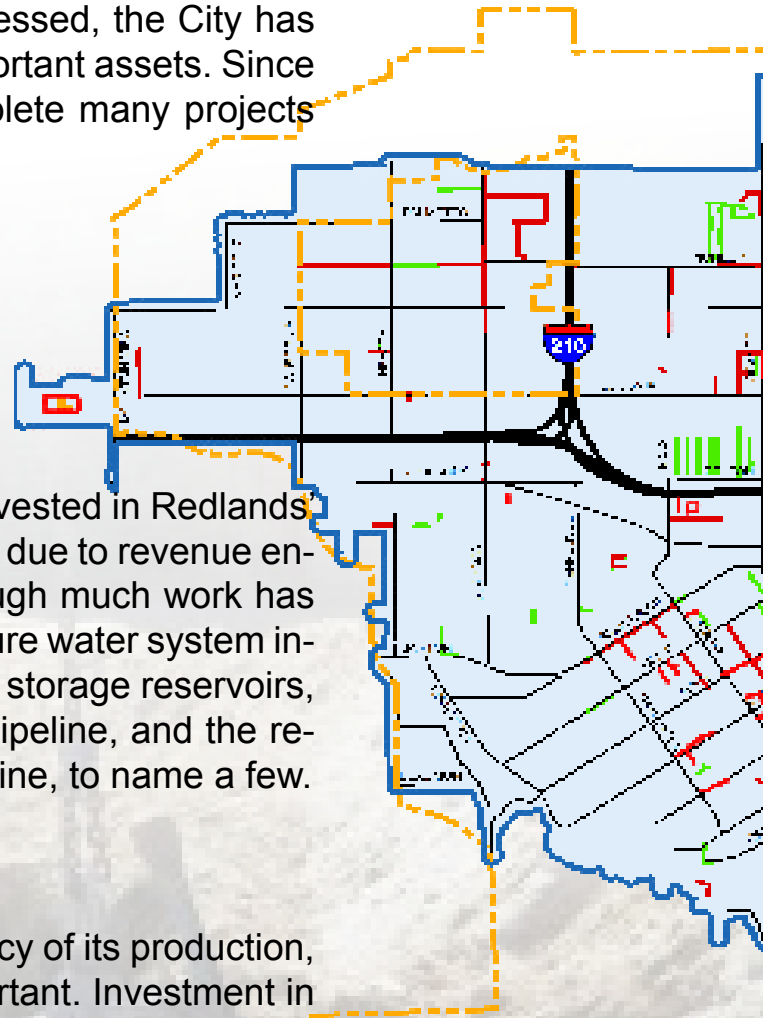 essed, the City has
ortant assets. Since
plete many projects
210
vested in Redlands'
due to revenue en-
ugh much work has
ure water system in-
storage reservoirs,
ipeline, and the re-
ine, to name a few.
cy of its production,
rtant. Investment in